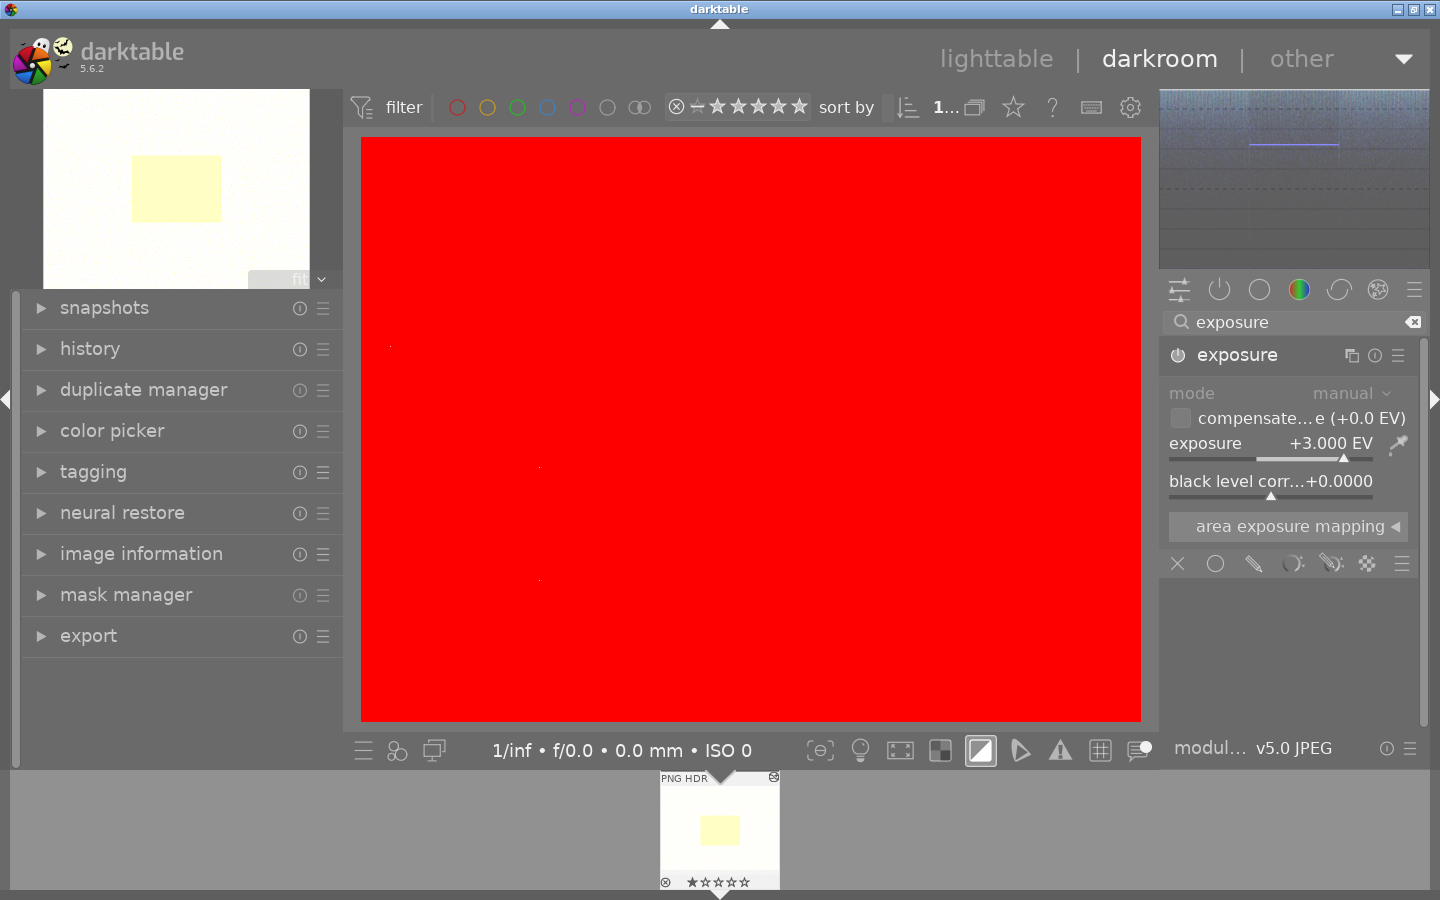 darktable
darktable
5.6.2
lighttable | darkroom | other
filter
sort by
1...
fit
snapshots
history
duplicate manager
color picker
tagging
neural restore
image information
mask manager
export
exposure
exposure
mode manual
compensate...e (+0.0 EV)
exposure +3.000 EV
black level corr...+0.0000
area exposure mapping
1/inf • f/0.0 • 0.0 mm • ISO 0
modul... v5.0 JPEG
PNG HDR